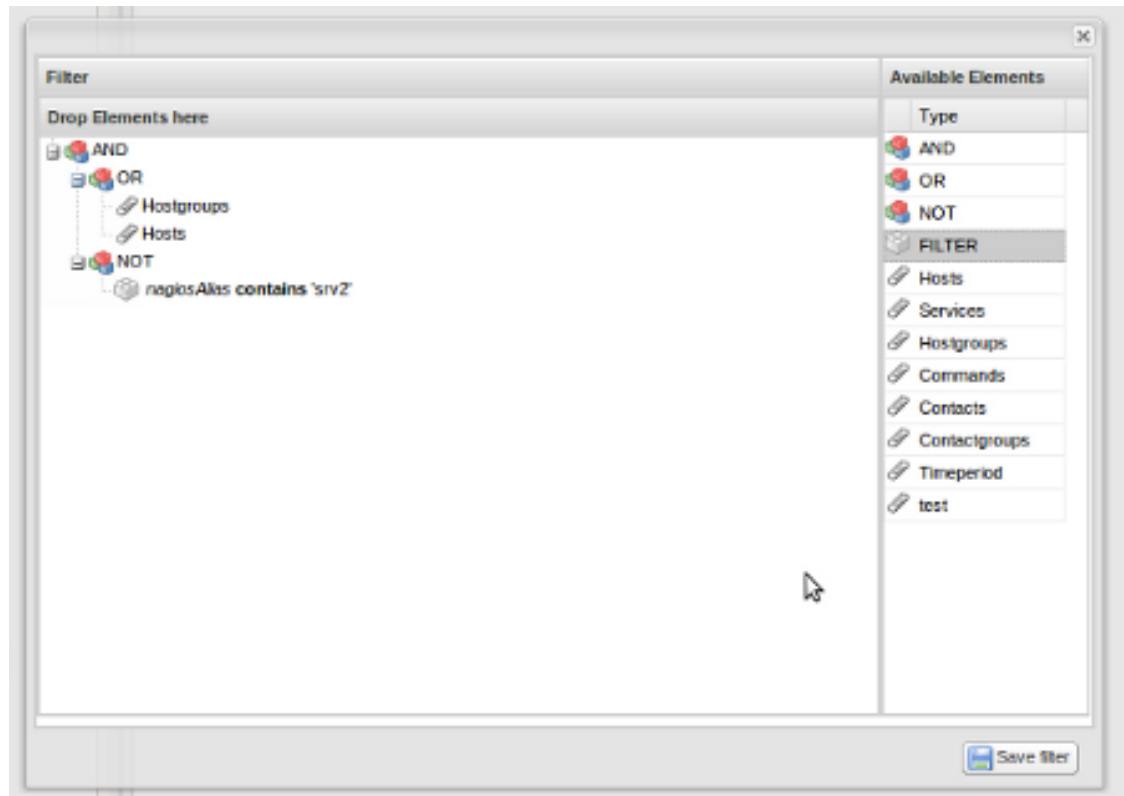 Filter
Drop Elements here
AND
OR
Hostgroups
Hosts
NOT
nagiosAlias contains 'srv2'
Available Elements
Type
AND
OR
NOT
FILTER
Hosts
Services
Hostgroups
Commands
Contacts
Contactgroups
Timeperiod
test
Save filter